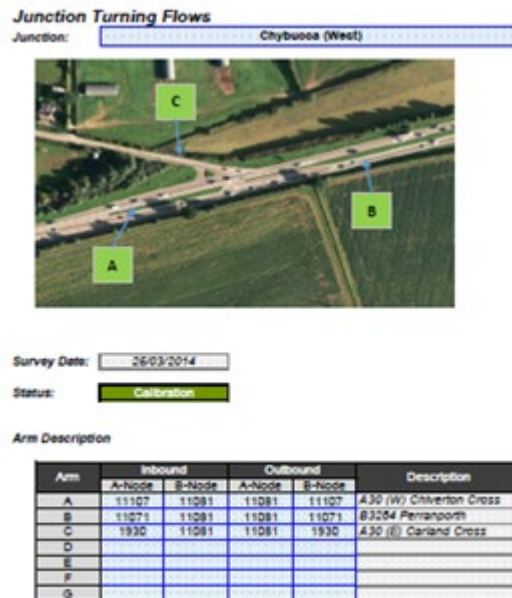 Junction Turning Flows
Junction: Chybucca (West)
C
B
A
Survey Date: 26/03/2014
Status: Calibration
Arm Description
Arm Inbound Outbound Description
A-Node B-Node A-Node B-Node
A 11107 11081 11081 11107 A30 (W) Chiverton Cross
B 11071 11081 11081 11071 B3284 Perranporth
C 1930 11081 11081 1930 A30 (E) Carland Cross
D
E
F
G